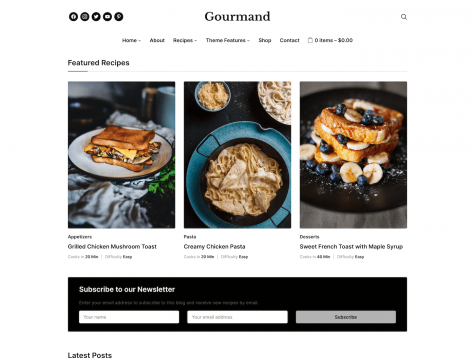 Gourmand
Home About Recipes Theme Features Shop Contact 0 items – $0.00
Featured Recipes
Appetizers
Grilled Chicken Mushroom Toast
Cooks in 20 Min | Difficulty Easy
Pasta
Creamy Chicken Pasta
Cooks in 20 Min | Difficulty Easy
Desserts
Sweet French Toast with Maple Syrup
Cooks in 40 Min | Difficulty Easy
Subscribe to our Newsletter
Enter your email address to subscribe to this blog and receive new recipes by email.
Your name
Your email address
Subscribe
Latest Posts